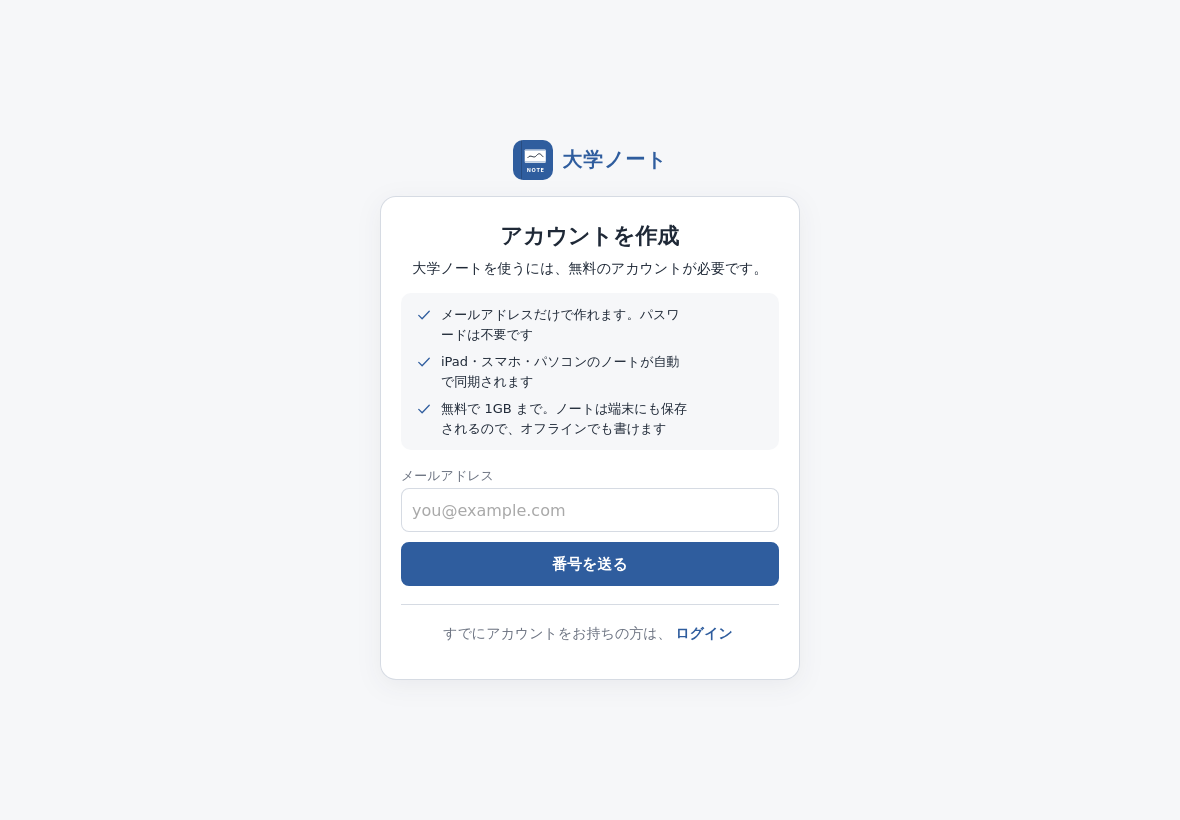 NOTE
大学ノート
アカウントを作成
大学ノートを使うには、無料のアカウントが必要です。
メールアドレスだけで作れます。パスワ
ードは不要です
iPad・スマホ・パソコンのノートが自動
で同期されます
無料で 1GB まで。ノートは端末にも保存
されるので、オフラインでも書けます
メールアドレス
you@example.com
番号を送る
すでにアカウントをお持ちの方は、 ログイン